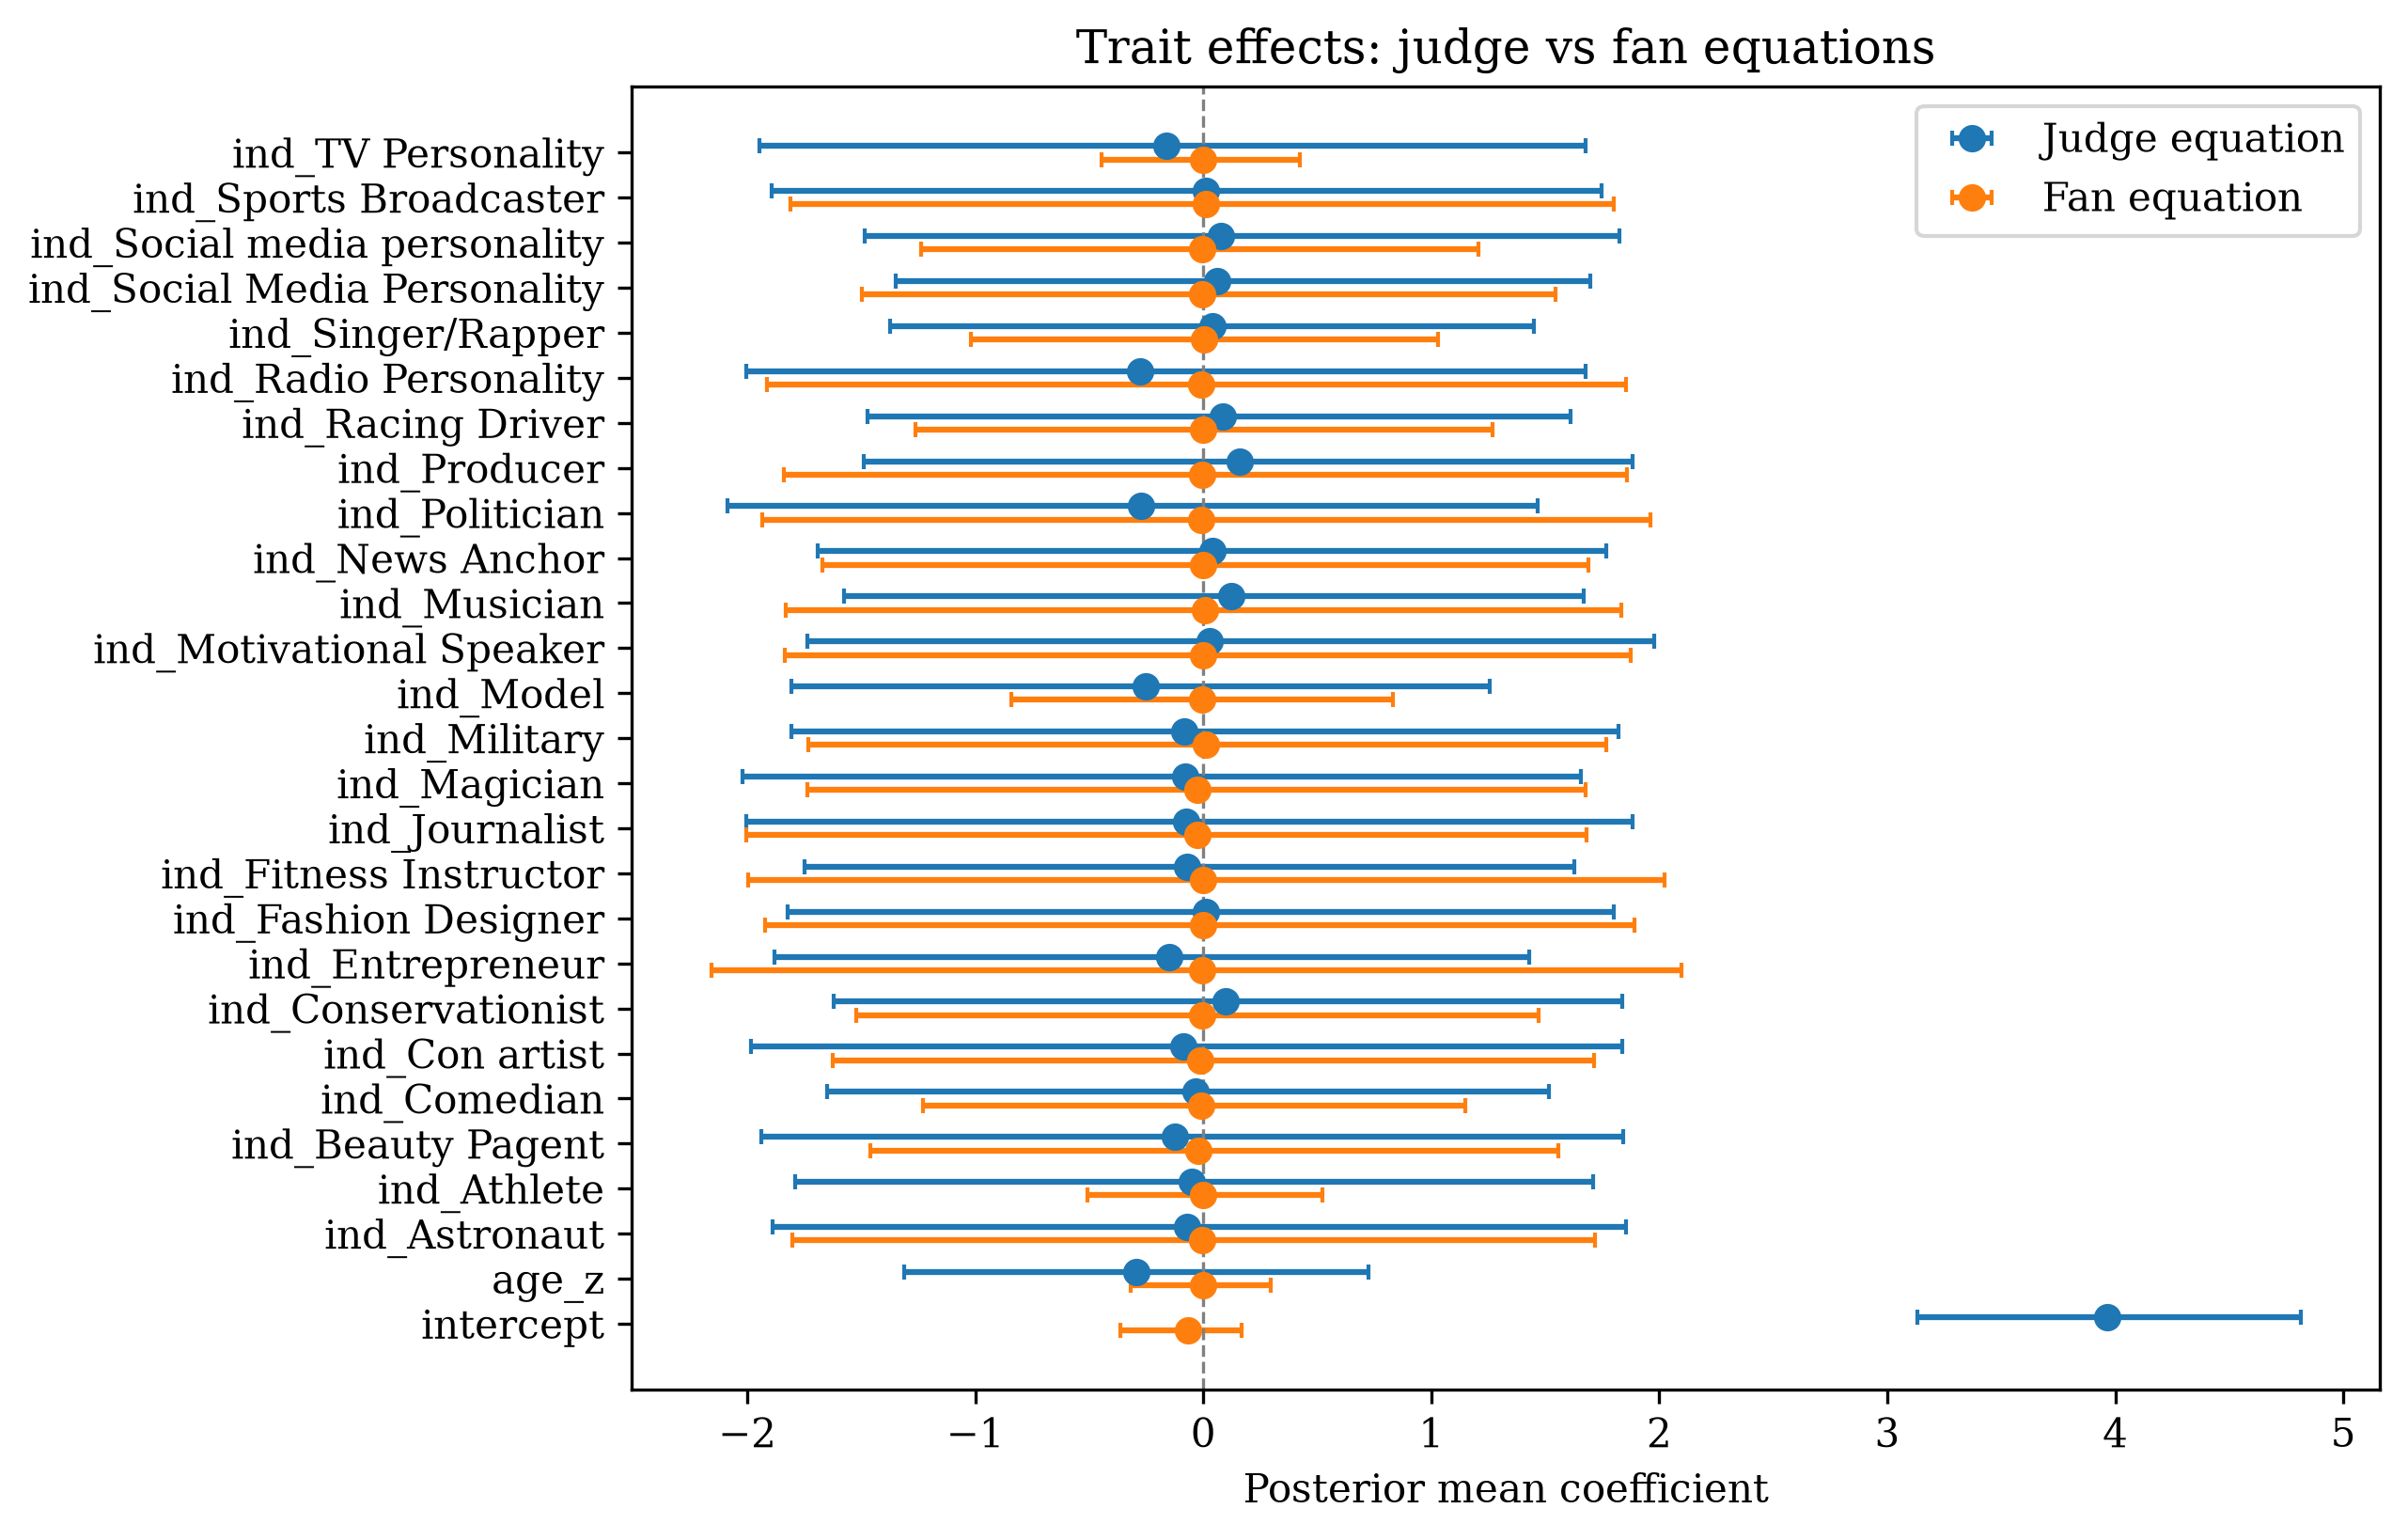 Trait effects: judge vs fan equations
Judge equation
Fan equation
ind_TV Personality
ind_Sports Broadcaster
ind_Social media personality
ind_Social Media Personality
ind_Singer/Rapper
ind_Radio Personality
ind_Racing Driver
ind_Producer
ind_Politician
ind_News Anchor
ind_Musician
ind_Motivational Speaker
ind_Model
ind_Military
ind_Magician
ind_Journalist
ind_Fitness Instructor
ind_Fashion Designer
ind_Entrepreneur
ind_Conservationist
ind_Con artist
ind_Comedian
ind_Beauty Pagent
ind_Athlete
ind_Astronaut
age_z
intercept
−2 −1 0 1 2 3 4 5
Posterior mean coefficient